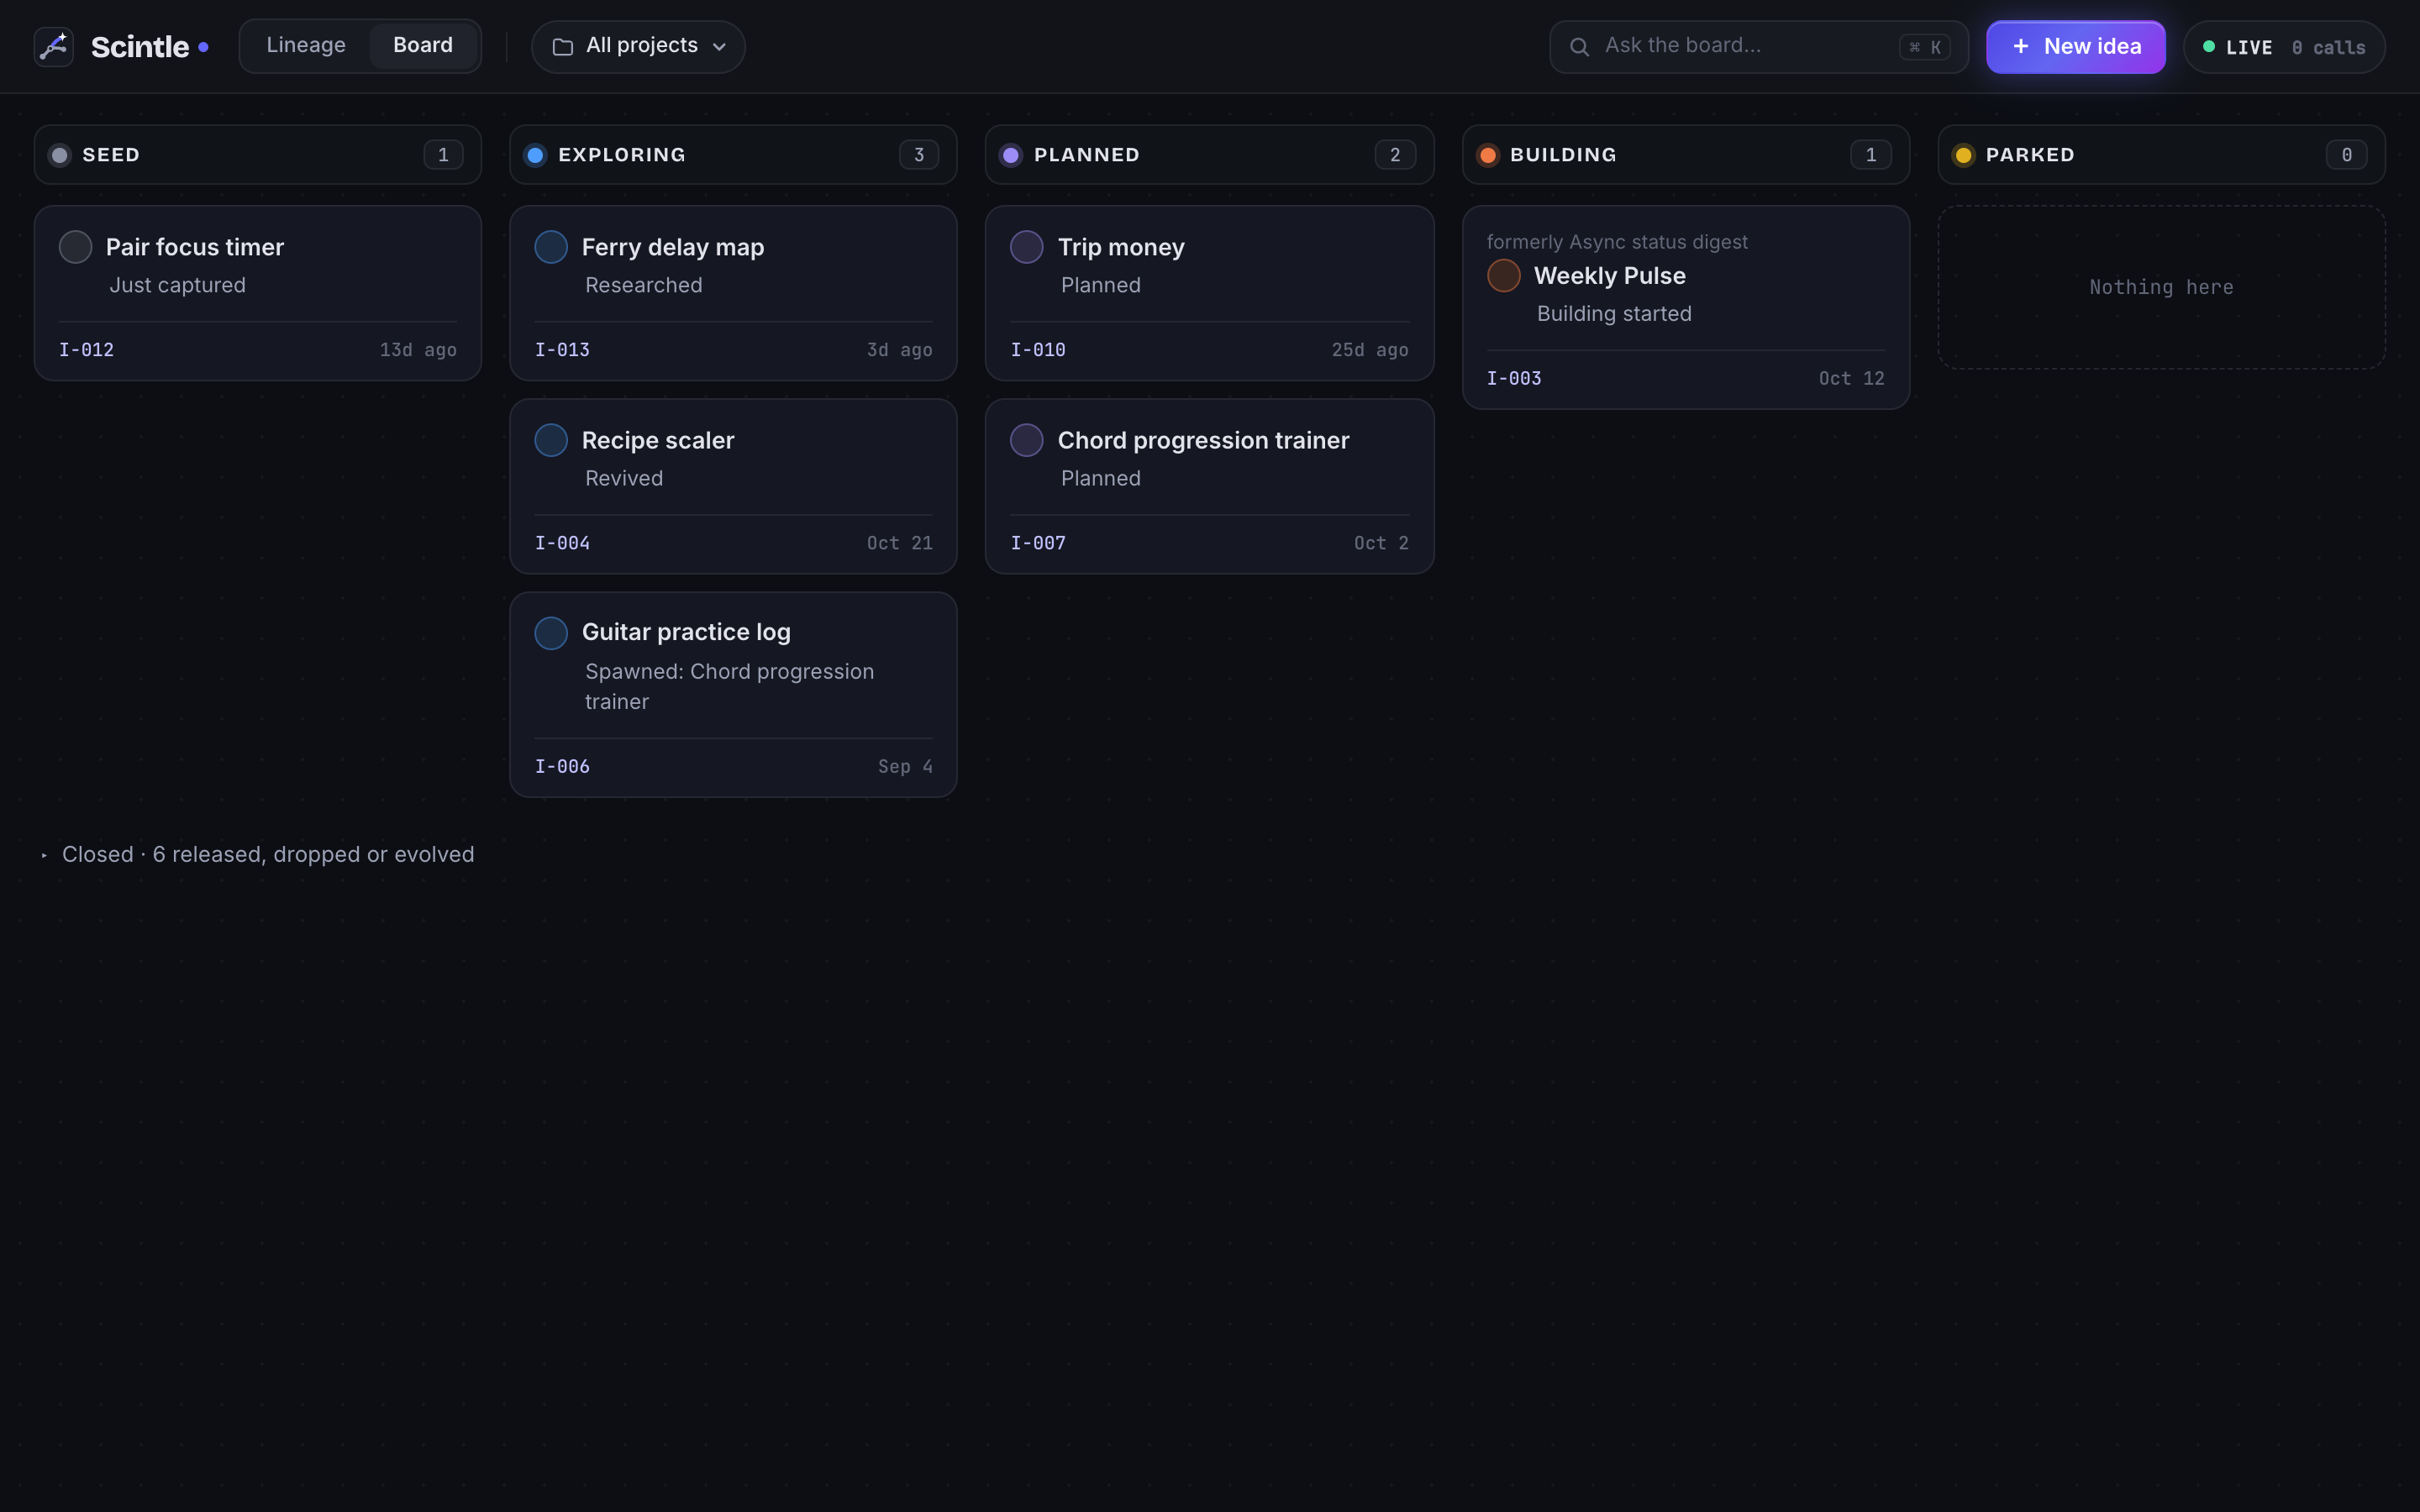 Scintle
Lineage
Board
All projects
Ask the board...
⌘ K
+ New idea
LIVE 0 calls
SEED 1
Pair focus timer
Just captured
I-012 13d ago
EXPLORING 3
Ferry delay map
Researched
I-013 3d ago
Recipe scaler
Revived
I-004 Oct 21
Guitar practice log
Spawned: Chord progression
trainer
I-006 Sep 4
PLANNED 2
Trip money
Planned
I-010 25d ago
Chord progression trainer
Planned
I-007 Oct 2
BUILDING 1
formerly Async status digest
Weekly Pulse
Building started
I-003 Oct 12
PARKED 0
Nothing here
Closed · 6 released, dropped or evolved